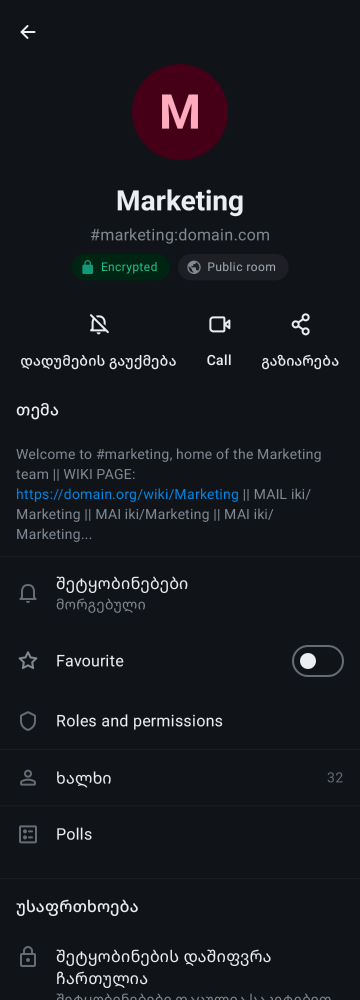 M
Marketing
#marketing:domain.com
Encrypted
Public room
დადუმების გაუქმება
Call
გაზიარება
თემა
Welcome to #marketing, home of the Marketing
team || WIKI PAGE:
https://domain.org/wiki/Marketing || MAIL iki/
Marketing || MAI iki/Marketing || MAI iki/
Marketing...
შეტყობინებები
მორგებული
Favourite
Roles and permissions
ხალხი
32
Polls
უსაფრთხოება
შეტყობინების დაშიფვრა
ჩართულია